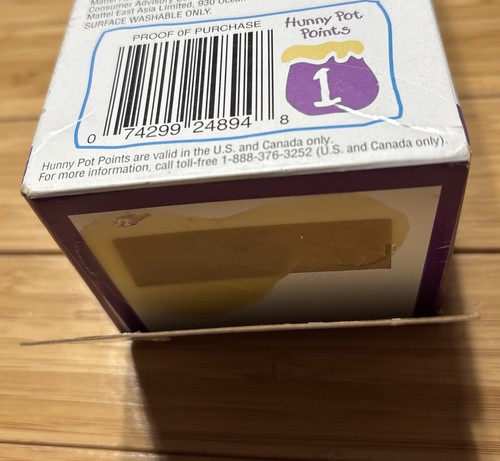 Consumer Advisory
Mattel East Asia Limited, 930 Ocean
SURFACE WASHABLE ONLY.
PROOF OF PURCHASE
Hunny Pot
Points
1
0 74299 24894 8
Hunny Pot Points are valid in the U.S. and Canada only.
For more information, call toll-free 1-888-376-3252 (U.S. and Canada only).